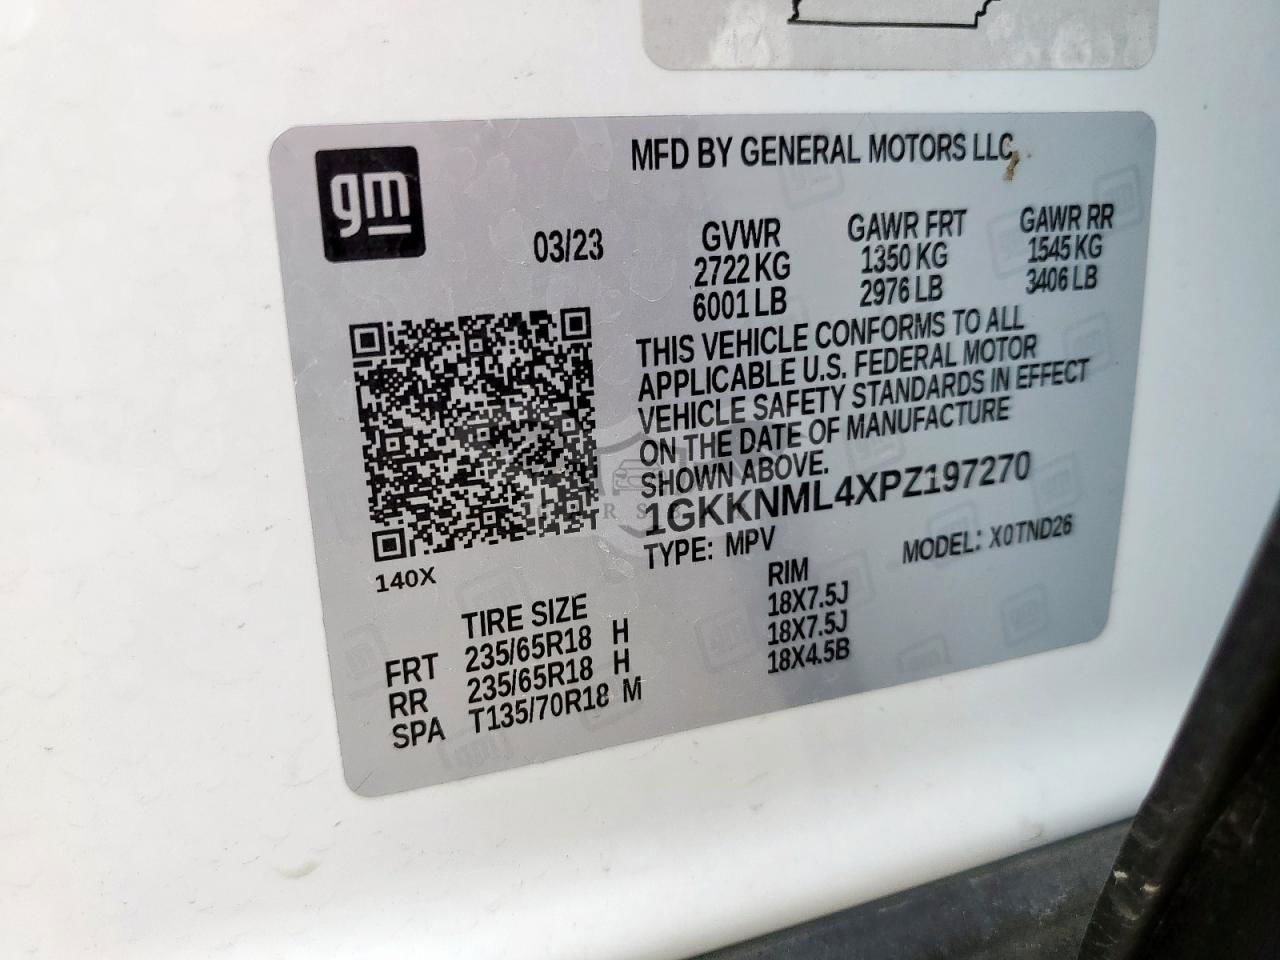 gm
MFD BY GENERAL MOTORS LLC
03/23
GVWR GAWR FRT GAWR RR
2722 KG 1350 KG 1545 KG
6001 LB 2976 LB 3406 LB
THIS VEHICLE CONFORMS TO ALL
APPLICABLE U.S. FEDERAL MOTOR
VEHICLE SAFETY STANDARDS IN EFFECT
ON THE DATE OF MANUFACTURE
SHOWN ABOVE.
1GKKNML4XPZ197270
TYPE: MPV MODEL: X0TND26
140X
TIRE SIZE RIM
FRT 235/65R18 H 18X7.5J
RR 235/65R18 H 18X7.5J
SPA T135/70R18 M 18X4.5B